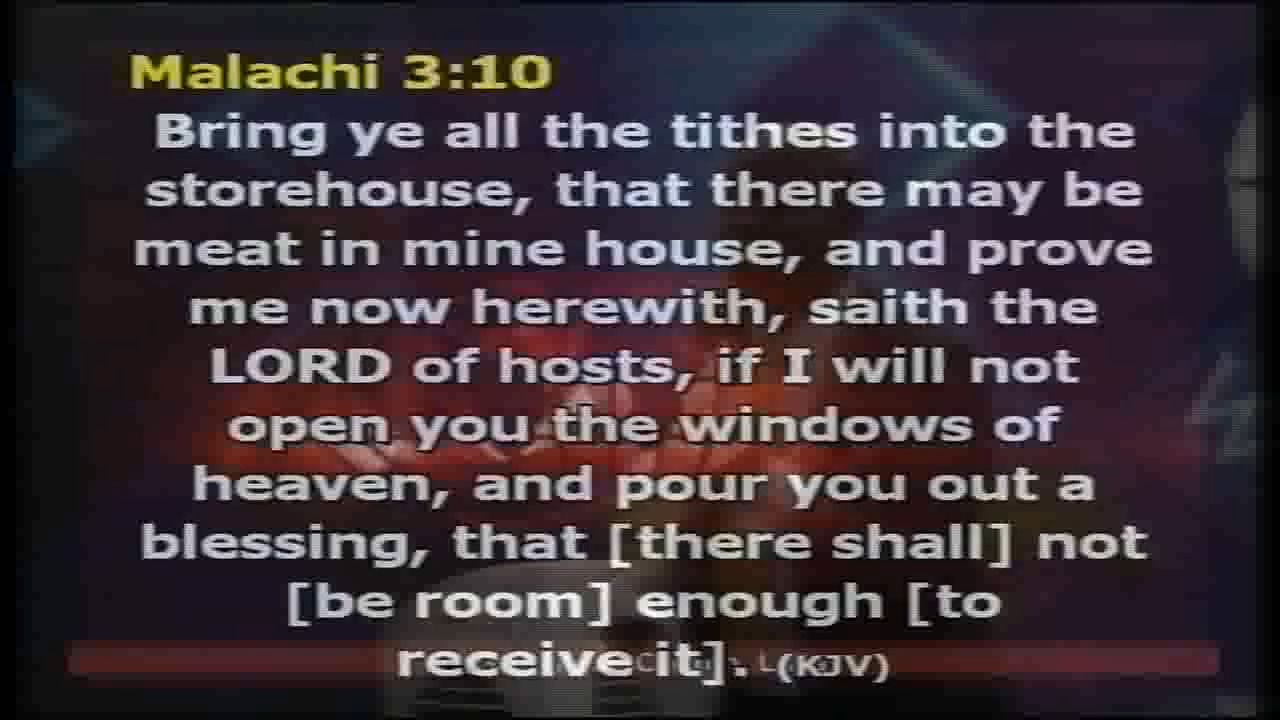 Malachi 3:10
Bring ye all the tithes into the
storehouse, that there may be
meat in mine house, and prove
me now herewith, saith the
LORD of hosts, if I will not
open you the windows of
heaven, and pour you out a
blessing, that [there shall] not
[be room] enough [to
receive it]. (KJV)